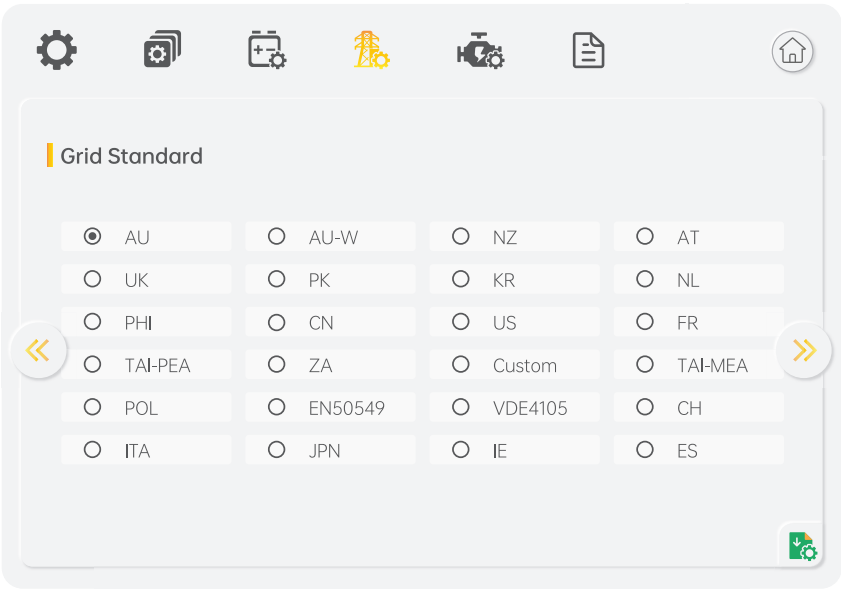 Grid Standard
AU AU-W NZ AT
UK PK KR NL
PHI CN US FR
TAI-PEA ZA Custom TAI-MEA
POL EN50549 VDE4105 CH
ITA JPN IE ES